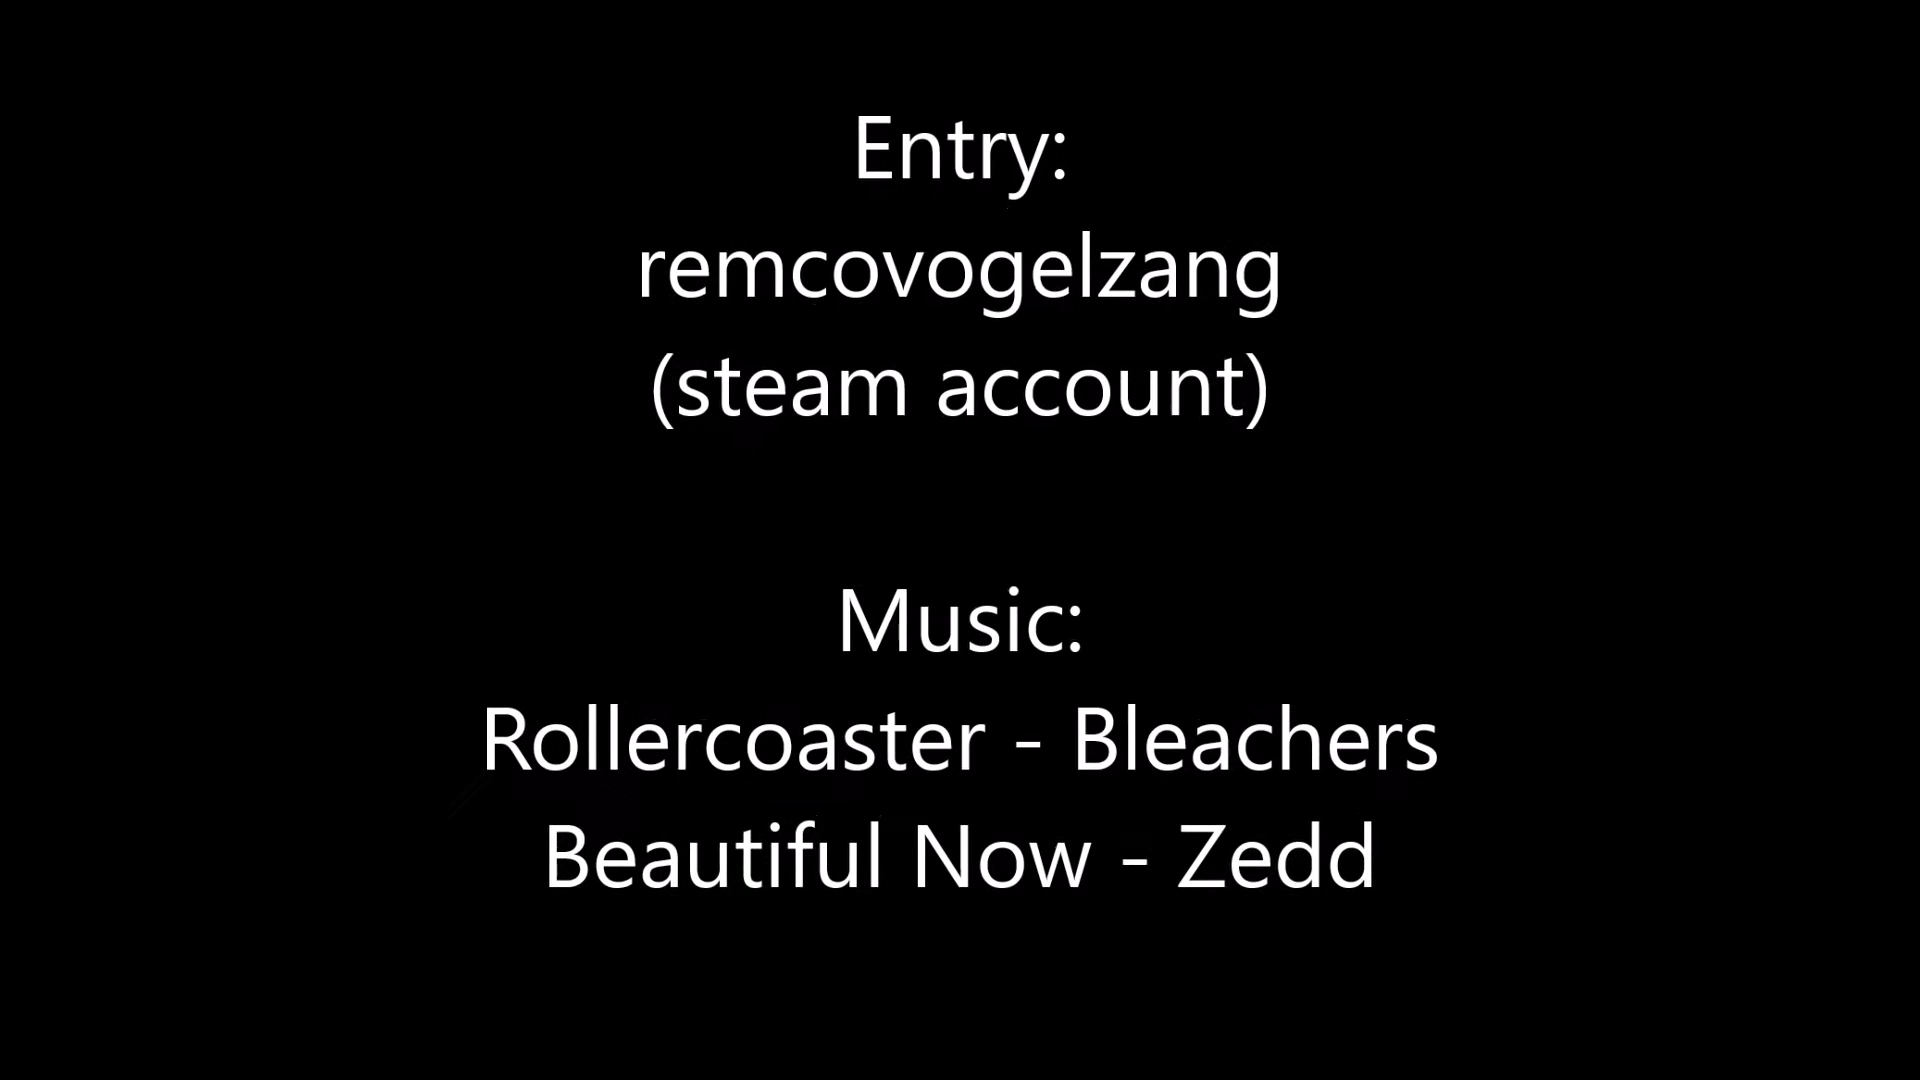 Entry:
remcovogelzang
(steam account)
Music:
Rollercoaster - Bleachers
Beautiful Now - Zedd